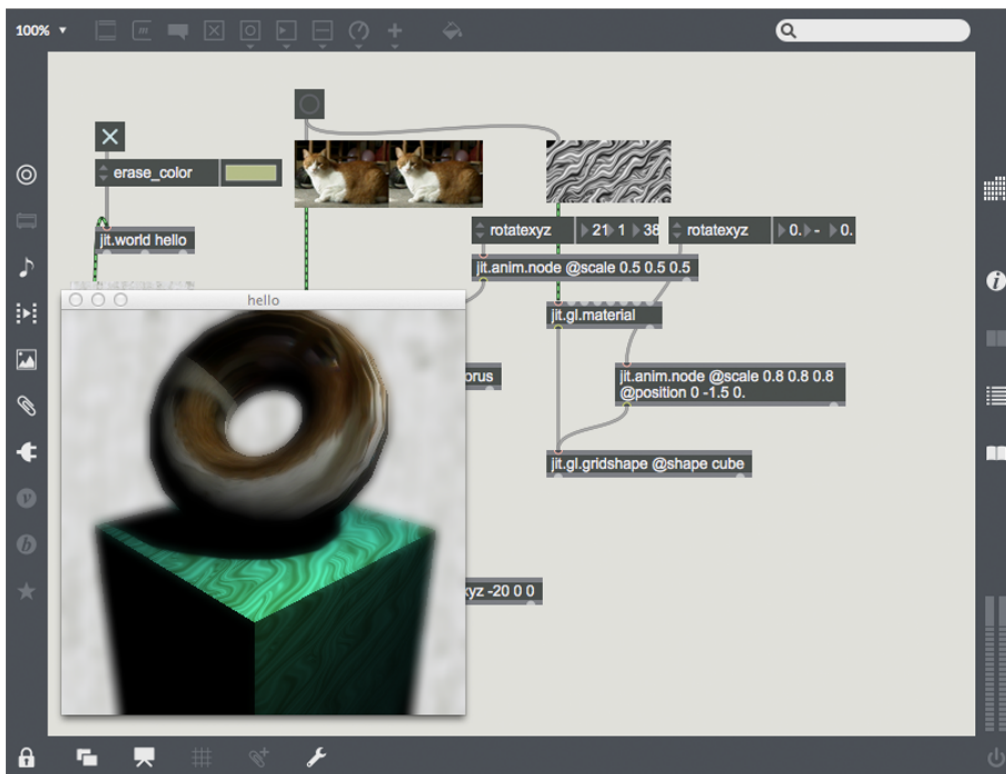 100%
erase_color
jit.world hello
rotatexyz 21 1 38
rotatexyz 0. - 0.
jit.anim.node @scale 0.5 0.5 0.5
hello
jit.gl.material
orus
jit.anim.node @scale 0.8 0.8 0.8
@position 0 -1.5 0.
jit.gl.gridshape @shape cube
xyz -20 0 0